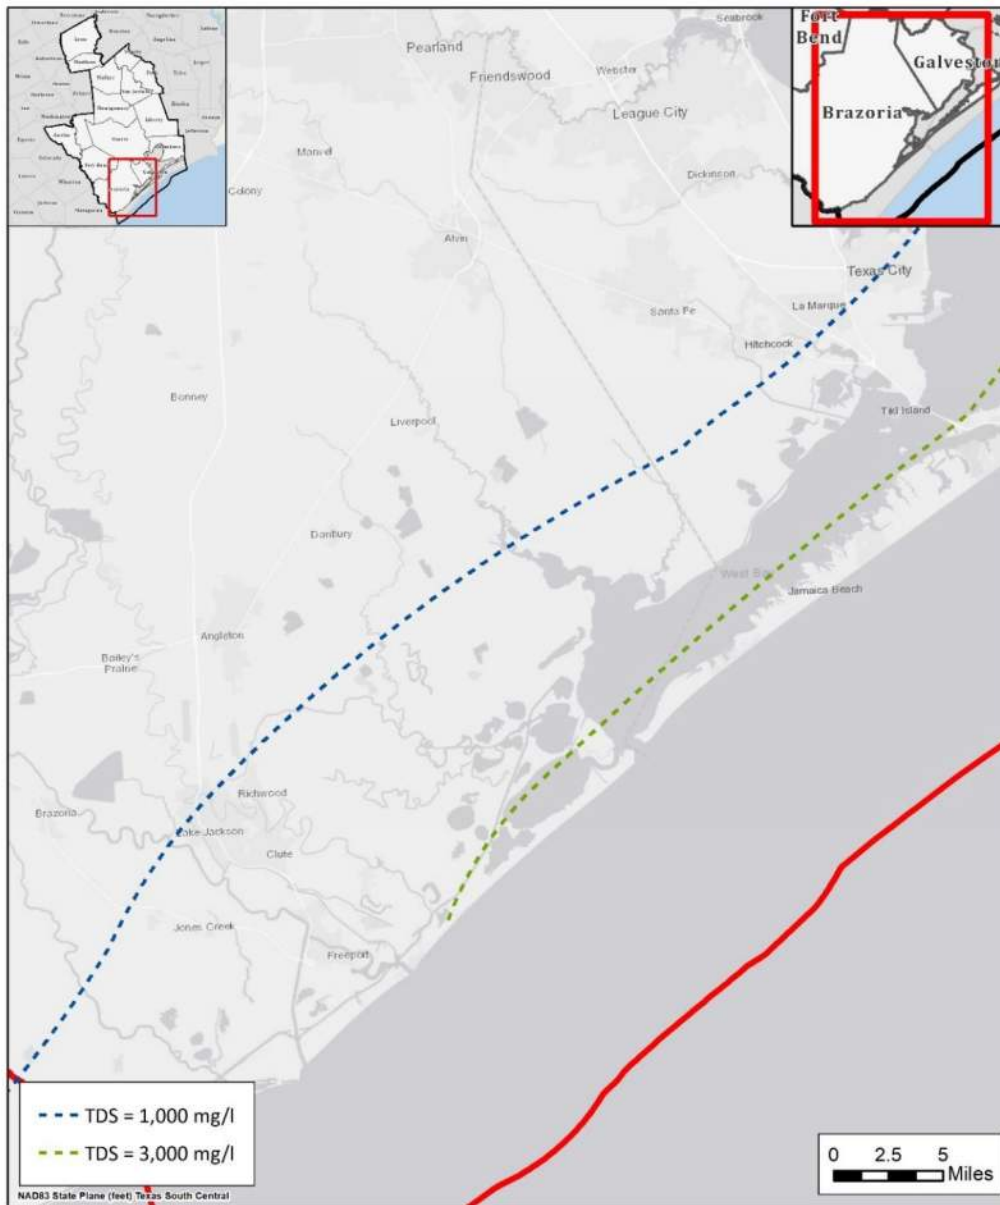 Seabrook
Pearland
Friendswood
Webster
League City
Manvel
Dickinson
Colony
Alvin
Texas City
La Marque
Santa Fe
Hitchcock
Bonney
Liverpool
Tiki Island
Danbury
West Bay
Jamaica Beach
Angleton
Bailey's
Prairie
Richwood
Brazoria
Lake Jackson
Clute
Jones Creek
Freeport
Fort
Bend
Galveston
Brazoria
TDS = 1,000 mg/l
TDS = 3,000 mg/l
NAD83 State Plane (feet) Texas South Central
0 2.5 5
Miles